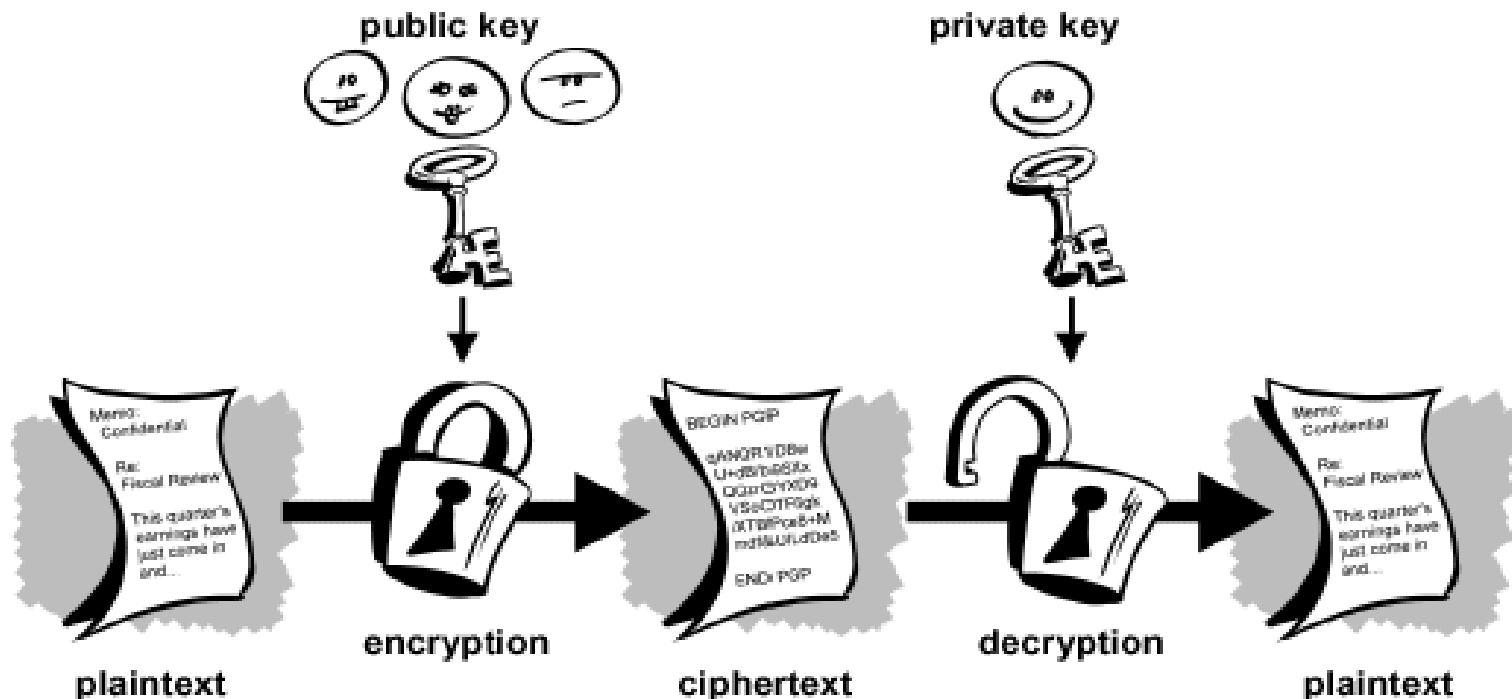 public key
private key
Memo:
Confidential
Re:
Fiscal Review
This quarter's
earnings have
just come in
and...
BEGIN PGP
END PGP
Memo:
Confidential
Re:
Fiscal Review
This quarter's
earnings have
just come in
and...
encryption
decryption
plaintext
ciphertext
plaintext